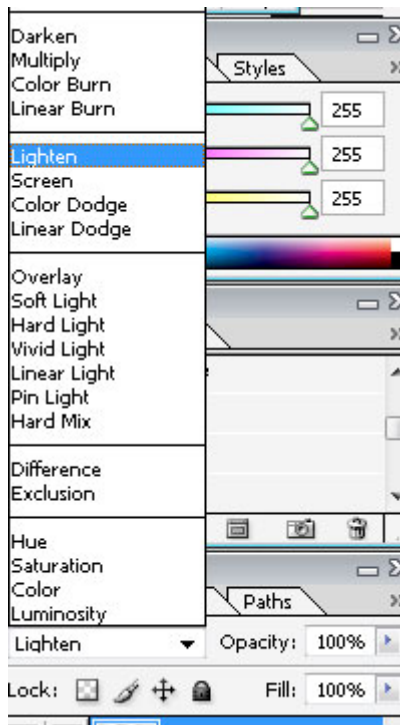 Darken
Multiply
Color Burn
Linear Burn
Lighten
Screen
Color Dodge
Linear Dodge
Overlay
Soft Light
Hard Light
Vivid Light
Linear Light
Pin Light
Hard Mix
Difference
Exclusion
Hue
Saturation
Color
Luminosity
Styles
255
255
255
Paths
Lighten Opacity: 100%
Lock: Fill: 100%